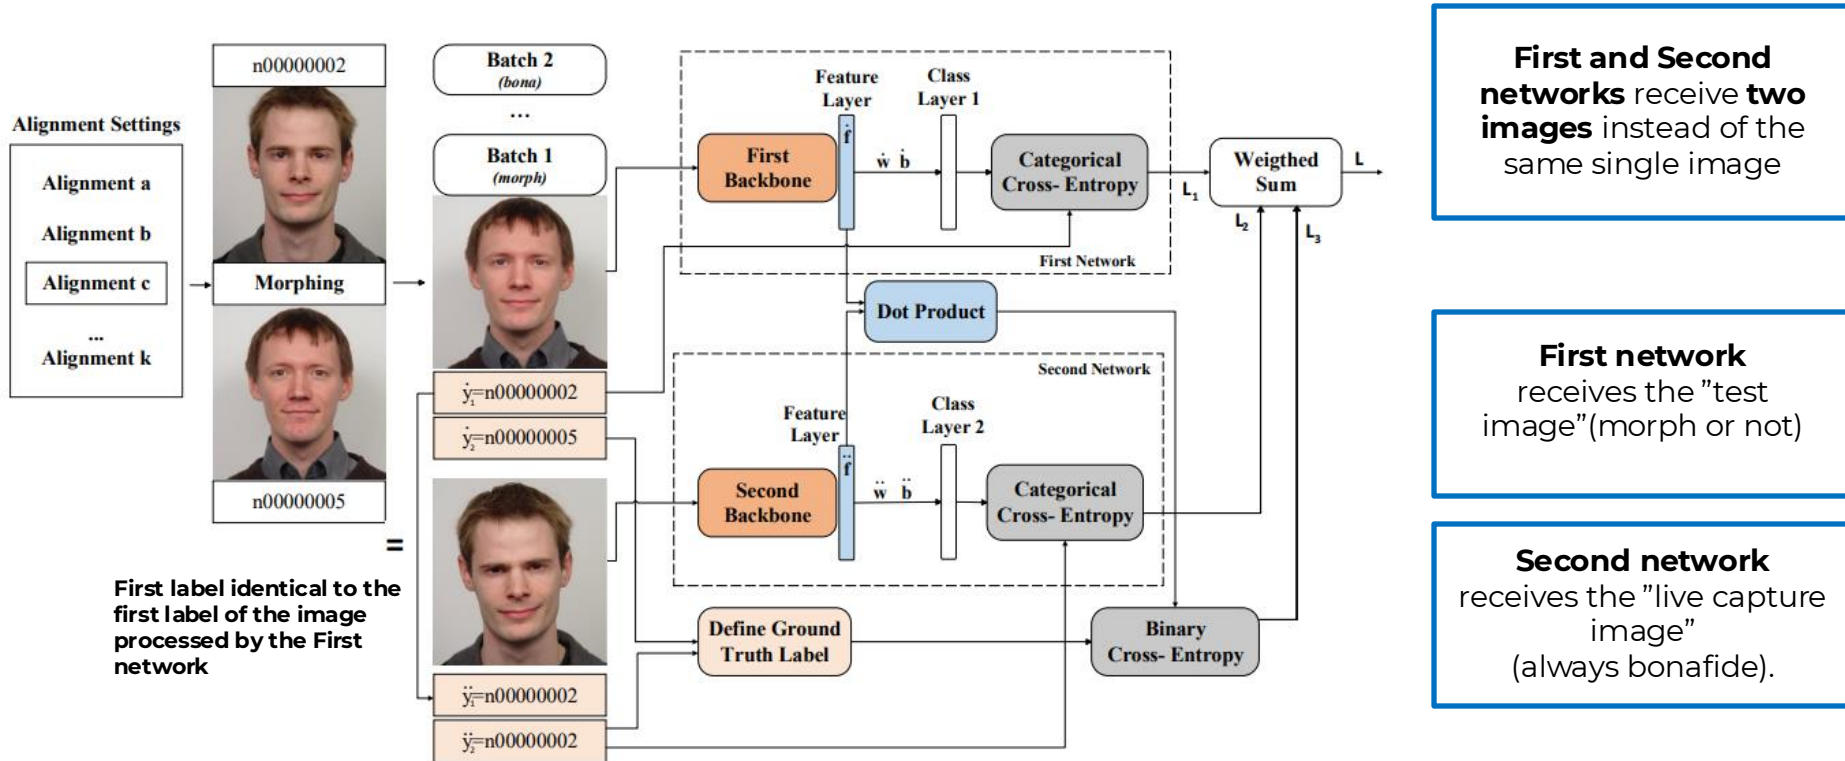 Alignment Settings
Alignment a
Alignment b
Alignment c
...
Alignment k
n00000002
Morphing
n00000005
Batch 2
(bona)
...
Batch 1
(morph)
ẏ₁=n00000002
ẏ₂=n00000005
=
First label identical to the
first label of the image
processed by the First
network
ÿ₁=n00000002
ÿ₂=n00000002
Feature
Layer
Class
Layer 1
First
Backbone
ḟ
ẇ ḃ
Categorical
Cross- Entropy
First Network
L₁
Weigthed
Sum
L
L₂
L₃
Dot Product
Second Network
Feature
Layer
Class
Layer 2
Second
Backbone
f̈
ẅ b̈
Categorical
Cross- Entropy
Define Ground
Truth Label
Binary
Cross- Entropy
First and Second
networks receive two
images instead of the
same single image
First network
receives the ”test
image”(morph or not)
Second network
receives the ”live capture
image”
(always bonafide).